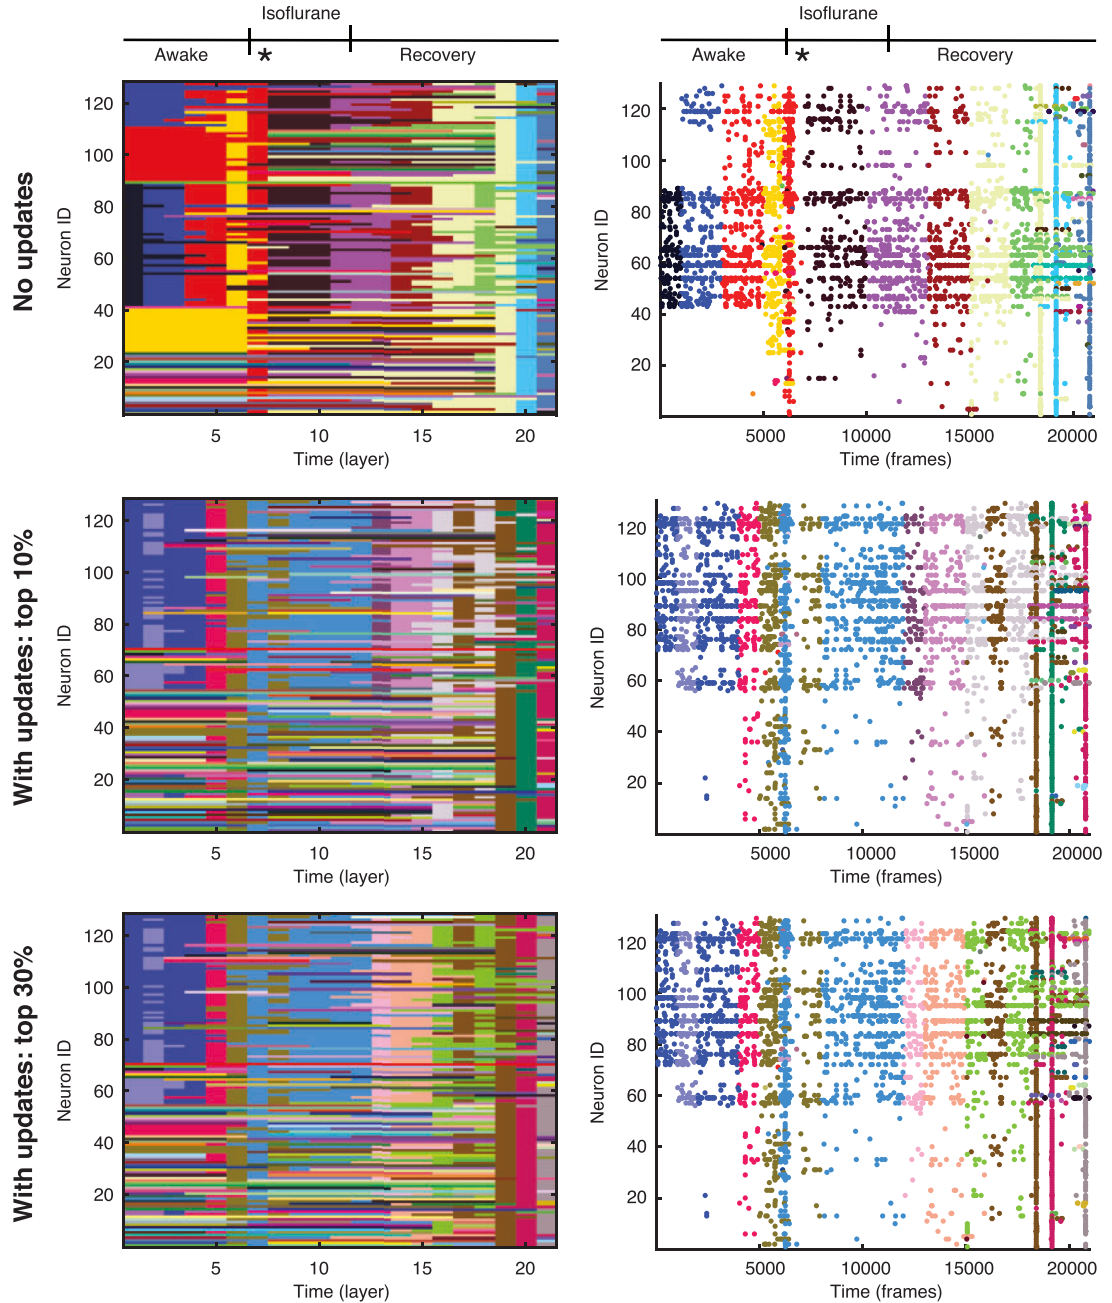 Isoflurane
Isoflurane
Awake
*
Recovery
Awake
*
Recovery
No updates
Neuron ID
120
100
80
60
40
20
5
10
15
20
Time (layer)
Neuron ID
120
100
80
60
40
20
5000
10000
15000
20000
Time (frames)
With updates: top 10%
Neuron ID
120
100
80
60
40
20
5
10
15
20
Time (layer)
Neuron ID
120
100
80
60
40
20
5000
10000
15000
20000
Time (frames)
With updates: top 30%
Neuron ID
120
100
80
60
40
20
5
10
15
20
Time (layer)
Neuron ID
120
100
80
60
40
20
5000
10000
15000
20000
Time (frames)